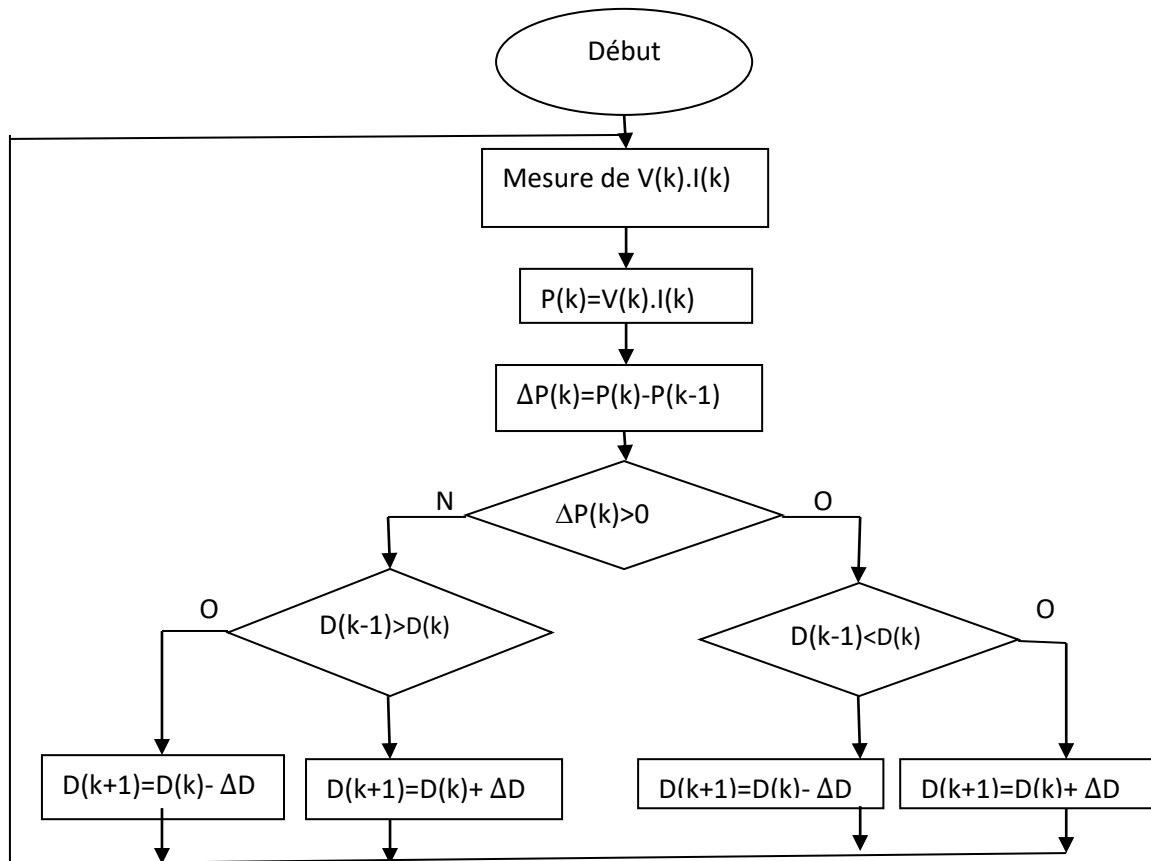 Début
Mesure de V(k).I(k)
P(k)=V(k).I(k)
ΔP(k)=P(k)-P(k-1)
N
ΔP(k)>0
O
O
D(k-1)>D(k)
D(k-1)<D(k)
O
D(k+1)=D(k)- ΔD
D(k+1)=D(k)+ ΔD
D(k+1)=D(k)- ΔD
D(k+1)=D(k)+ ΔD